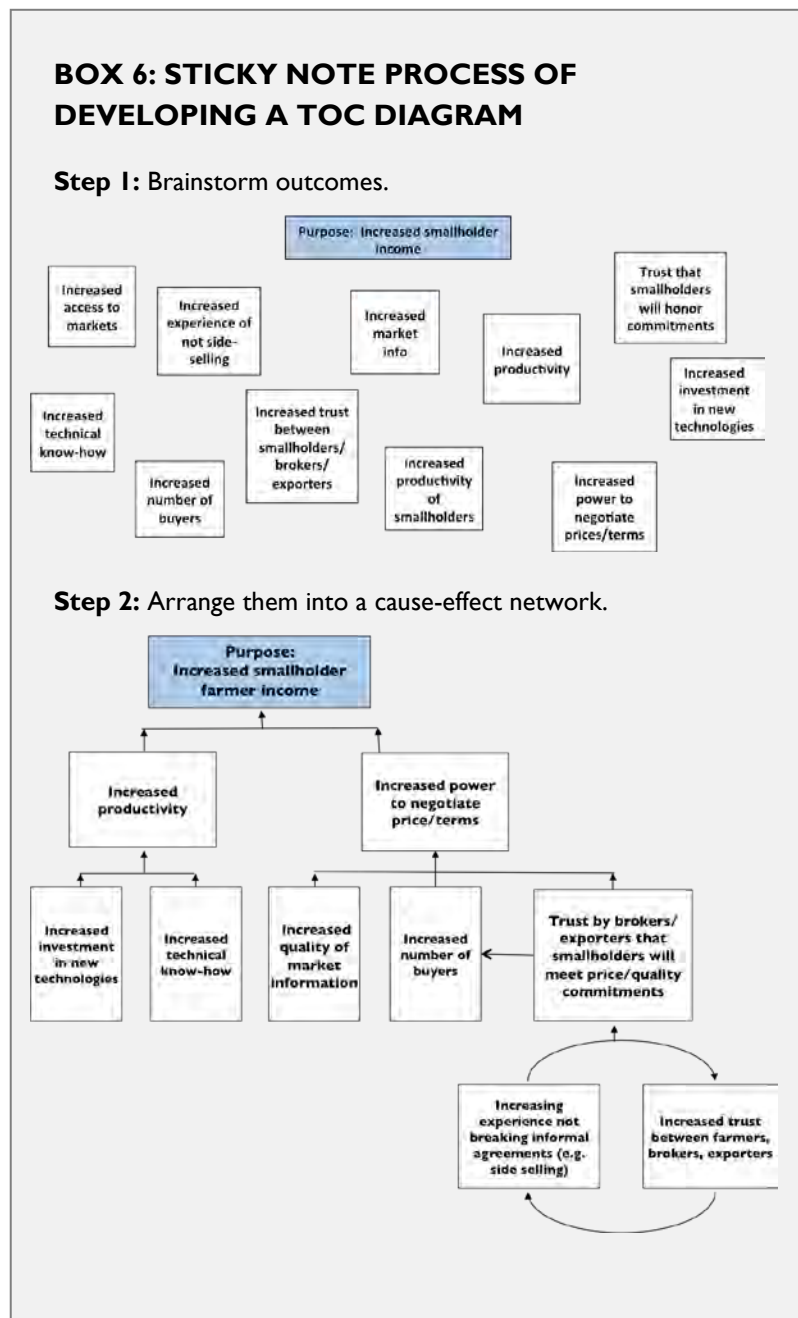 BOX 6: STICKY NOTE PROCESS OF
DEVELOPING A TOC DIAGRAM
Step 1: Brainstorm outcomes.
Purpose: Increased smallholder
income
Increased
access to
markets
Increased
experience of
not side-
selling
Increased
market
info
Increased
productivity
Trust that
smallholders
will honor
commitments
Increased
technical
know-how
Increased
number of
buyers
Increased trust
between
smallholders/
brokers/
exporters
Increased
productivity
of
smallholders
Increased
power to
negotiate
prices/terms
Increased
investment
in new
technologies
Step 2: Arrange them into a cause-effect network.
Purpose:
Increased smallholder
farmer income
Increased
productivity
Increased power
to negotiate
price/terms
Increased
investment
in new
technologies
Increased
technical
know-how
Increased
quality of
market
information
Increased
number of
buyers
Trust by brokers/
exporters that
smallholders will
meet price/quality
commitments
Increasing
experience not
breaking informal
agreements (e.g.
side selling)
Increased trust
between farmers,
brokers, exporters